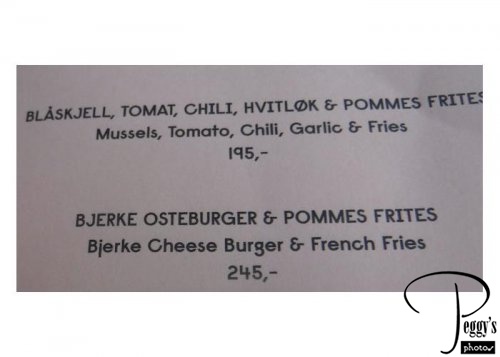 BLÅSKJELL, TOMAT, CHILI, HVITLØK & POMMES FRITES
Mussels, Tomato, Chili, Garlic & Fries
195,-
BJERKE OSTEBURGER & POMMES FRITES
Bjerke Cheese Burger & French Fries
245,-
Peggy's
photos